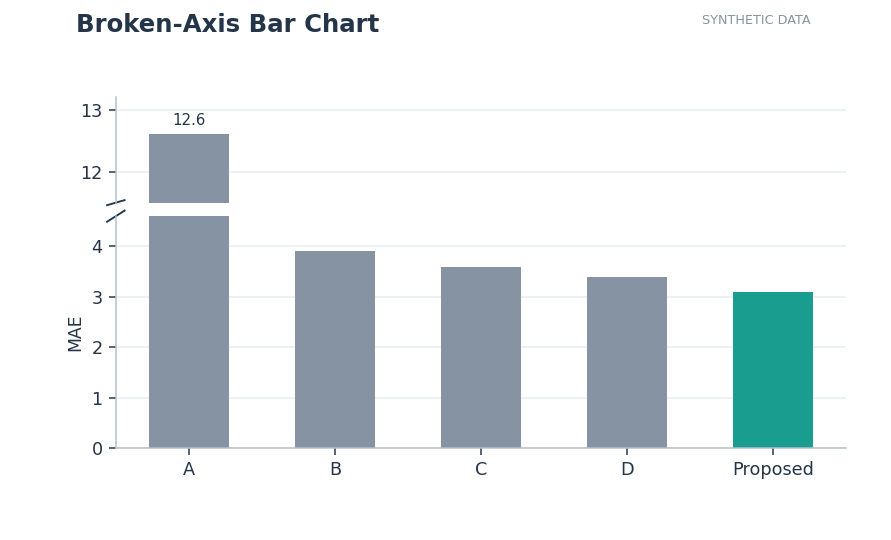 Broken-Axis Bar Chart
SYNTHETIC DATA
13
12.6
12
4
3
MAE
2
1
0
A B C D Proposed